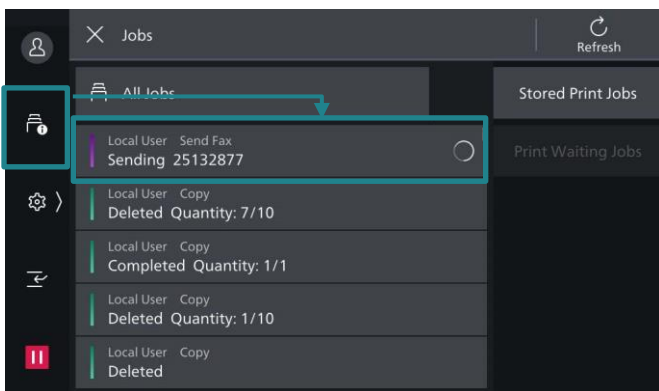 Jobs
Refresh
All Jobs
Stored Print Jobs
Local User Send Fax
Sending 25132877
Print Waiting Jobs
Local User Copy
Deleted Quantity: 7/10
Local User Copy
Completed Quantity: 1/1
Local User Copy
Deleted Quantity: 1/10
Local User Copy
Deleted